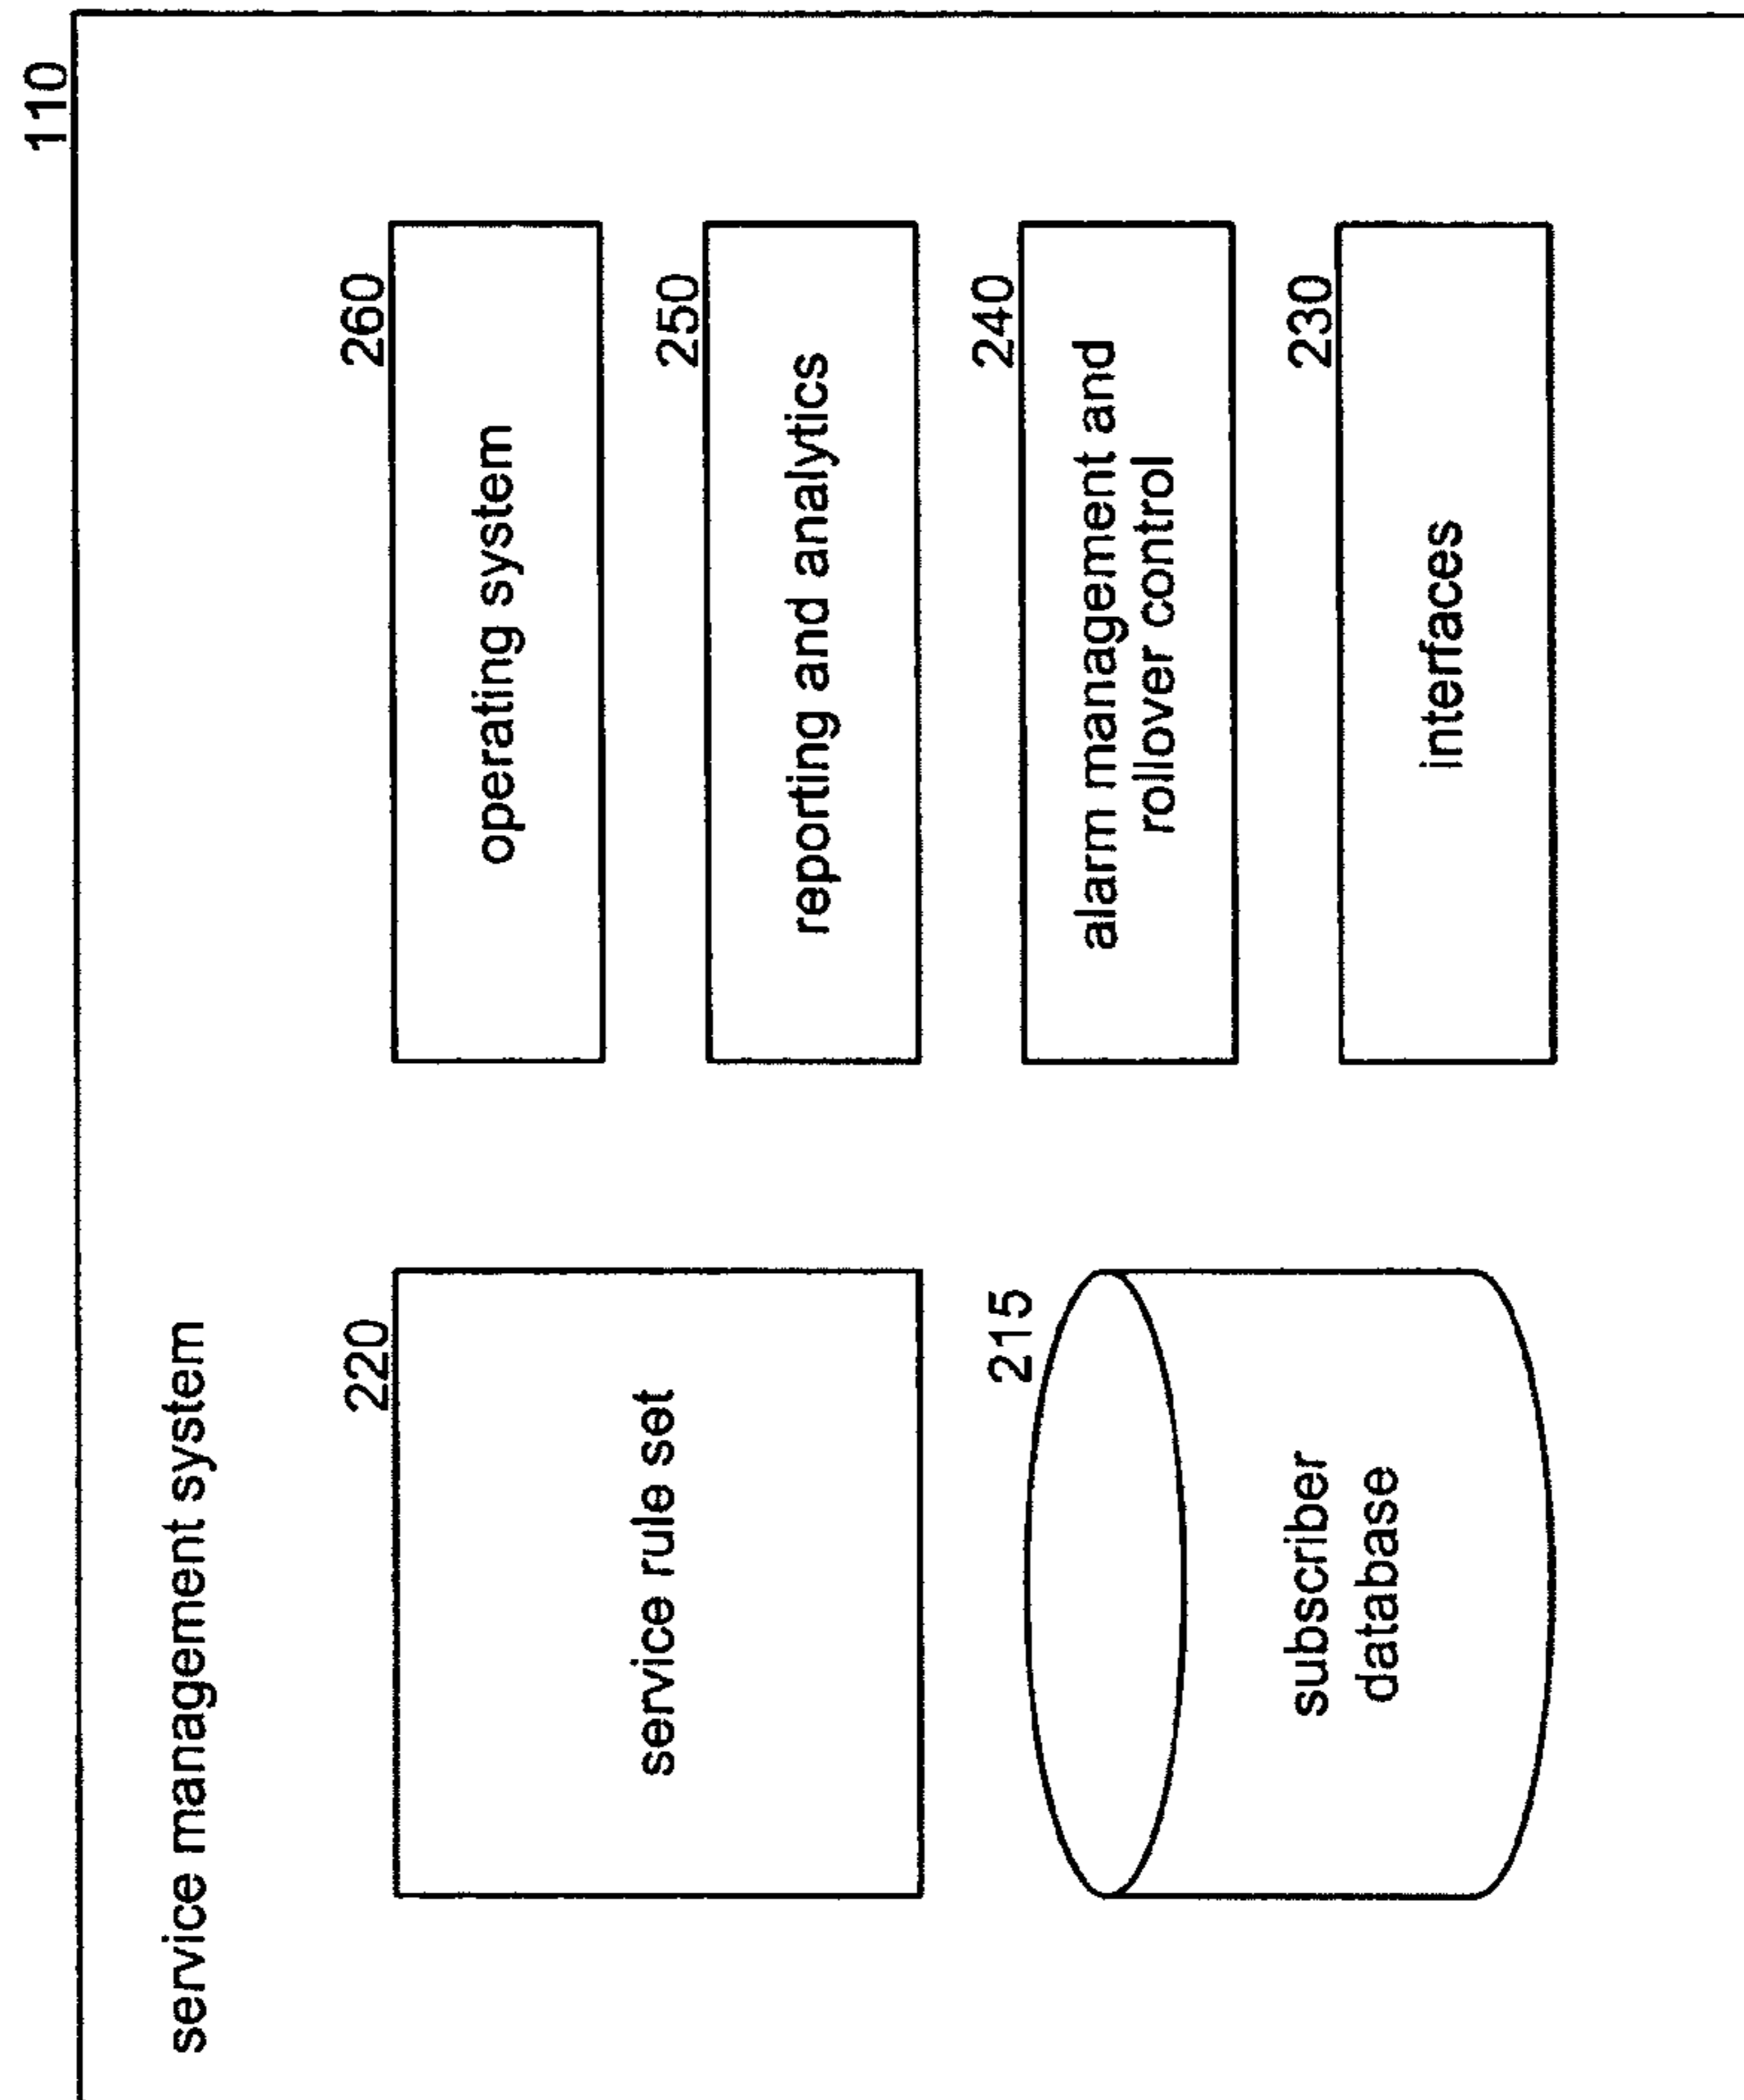 110
service management system
220
service rule set
215
subscriber
database
260
operating system
250
reporting and analytics
240
alarm management and
rollover control
230
interfaces